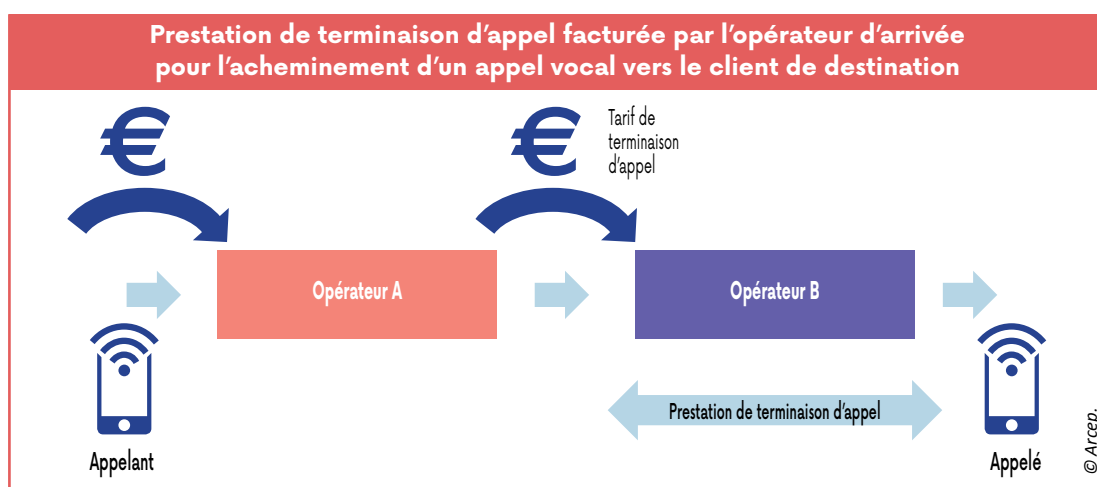 Prestation de terminaison d'appel facturée par l'opérateur d'arrivée
pour l'acheminement d'un appel vocal vers le client de destination
€
€
Tarif de
terminaison
d'appel
Opérateur A
Opérateur B
Prestation de terminaison d'appel
Appelant
Appelé
© Arcep.